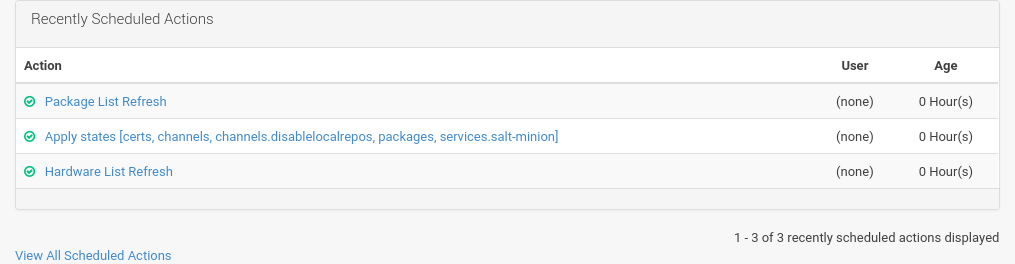 Recently Scheduled Actions
Action User Age
Package List Refresh (none) 0 Hour(s)
Apply states [certs, channels, channels.disablelocalrepos, packages, services.salt-minion] (none) 0 Hour(s)
Hardware List Refresh (none) 0 Hour(s)
1 - 3 of 3 recently scheduled actions displayed
View All Scheduled Actions